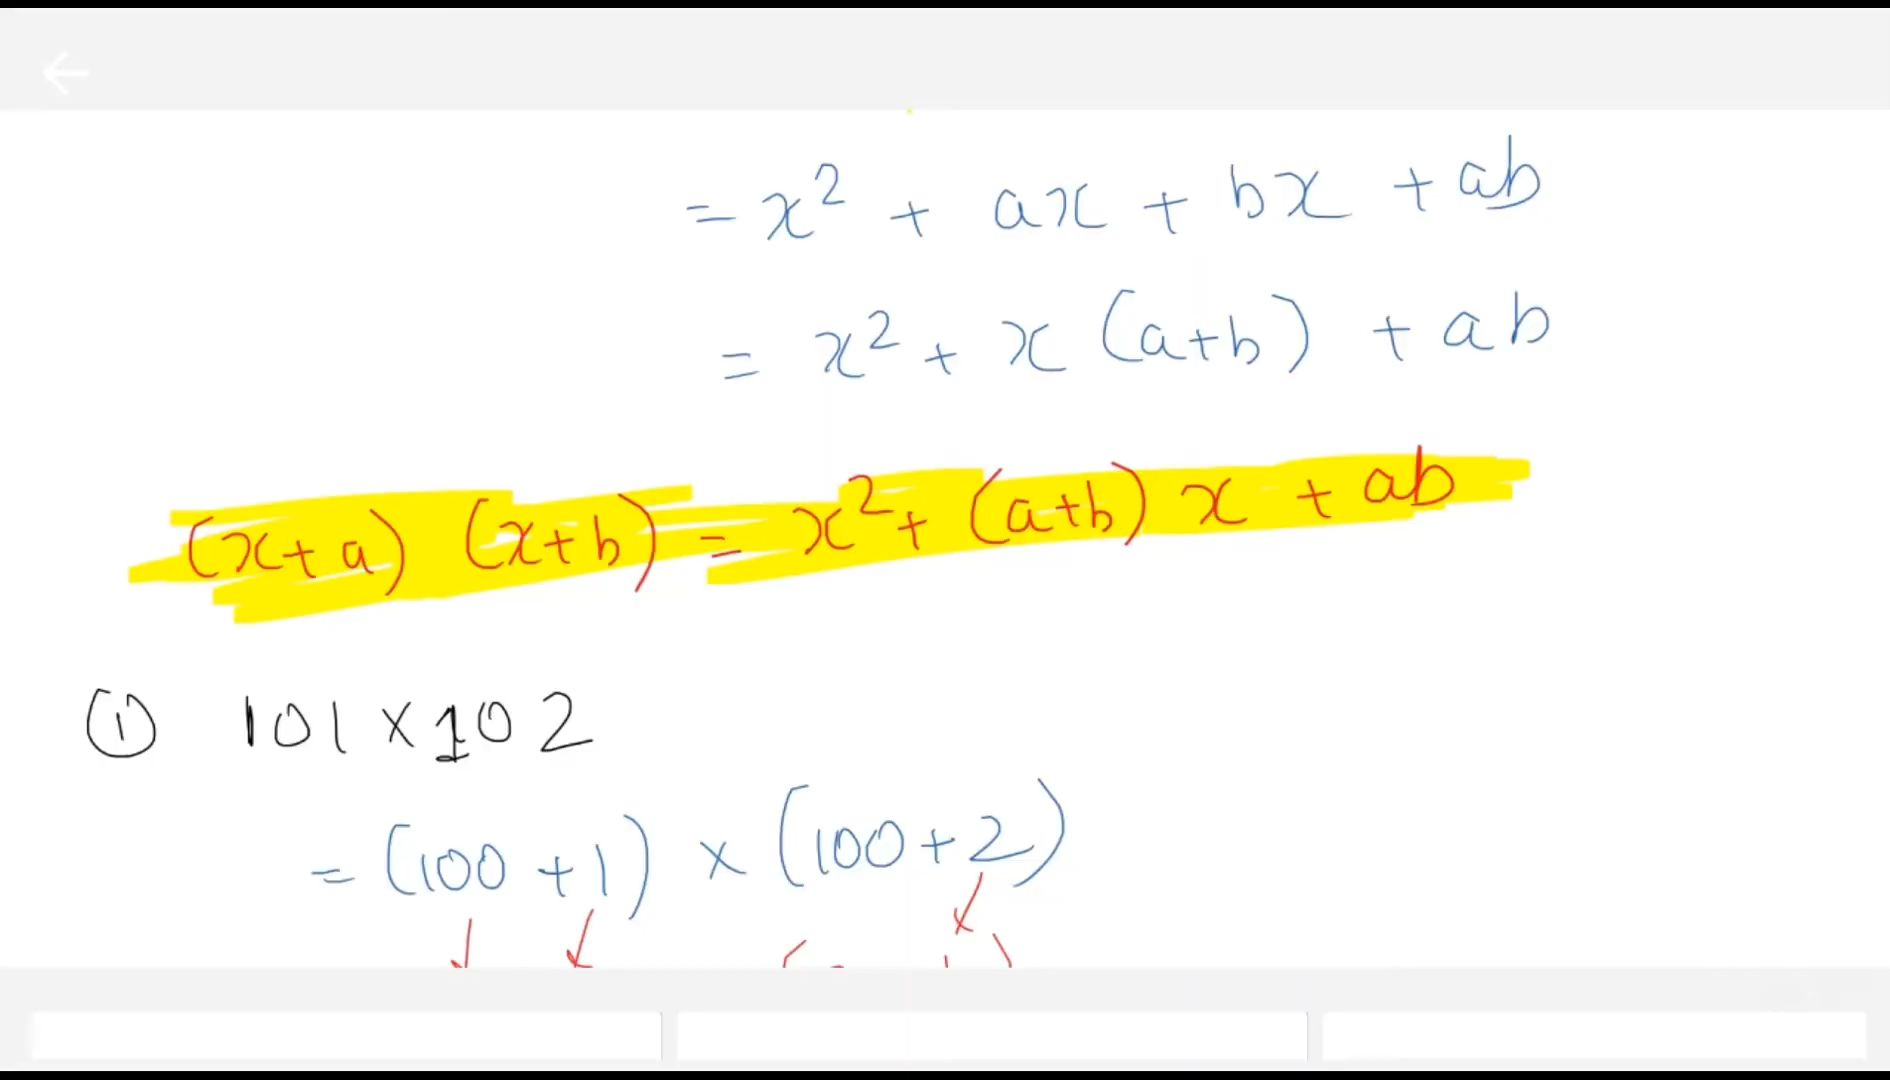 = x² + ax + bx + ab
= x² + x (a+b) + ab
(x+a) (x+b) = x² + (a+b) x + ab
① 101 × 102
= (100 + 1) × (100 + 2)